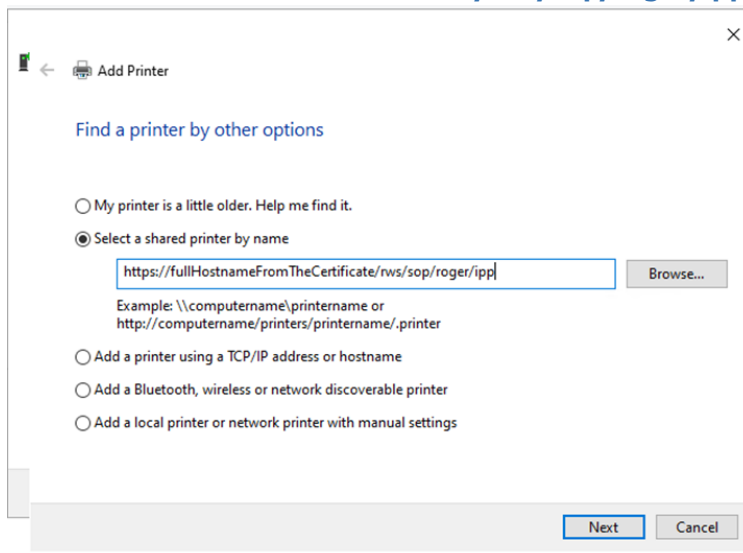 Add Printer
Find a printer by other options
My printer is a little older. Help me find it.
Select a shared printer by name
https://fullHostnameFromTheCertificate/rws/sop/roger/ipp
Browse...
Example: \\computername\printername or
http://computername/printers/printername/.printer
Add a printer using a TCP/IP address or hostname
Add a Bluetooth, wireless or network discoverable printer
Add a local printer or network printer with manual settings
Next
Cancel